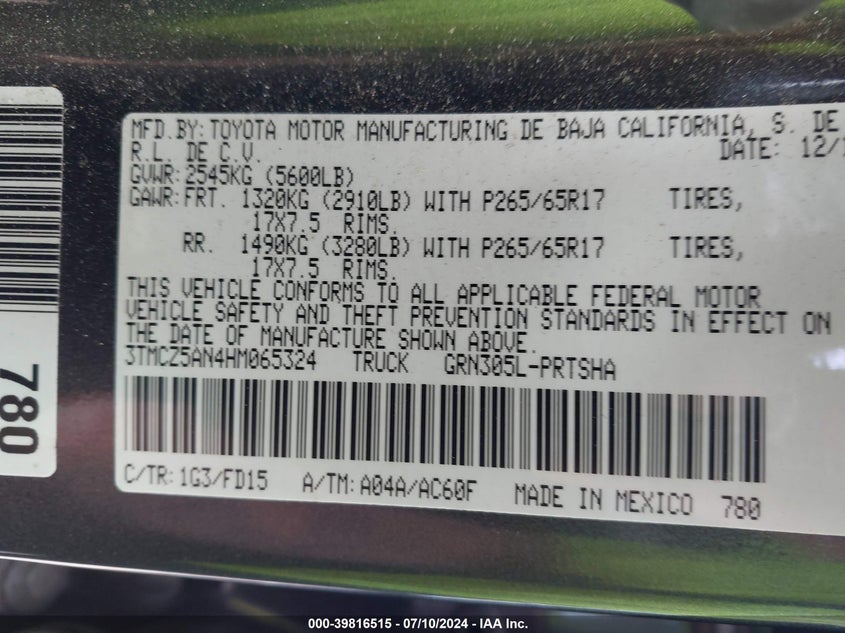 MFD.BY:TOYOTA MOTOR MANUFACTURING DE BAJA CALIFORNIA, S. DE
R.L. DE C.V. DATE: 12/1
GVWR:2545KG (5600LB)
GAWR:FRT. 1320KG (2910LB) WITH P265/65R17 TIRES,
17X7.5 RIMS.
RR. 1490KG (3280LB) WITH P265/65R17 TIRES,
17X7.5 RIMS.
THIS VEHICLE CONFORMS TO ALL APPLICABLE FEDERAL MOTOR
VEHICLE SAFETY AND THEFT PREVENTION STANDARDS IN EFFECT ON
THE DATE OF MANUFACTURE SHOWN ABOVE.
3TMCZ5AN4HM065324 TRUCK GRN305L-PRTSHA
C/TR:1G3/FD15 A/TM:A04A/AC60F MADE IN MEXICO 780
780
000-39816515 / 07/10/2024 - IAA Inc.